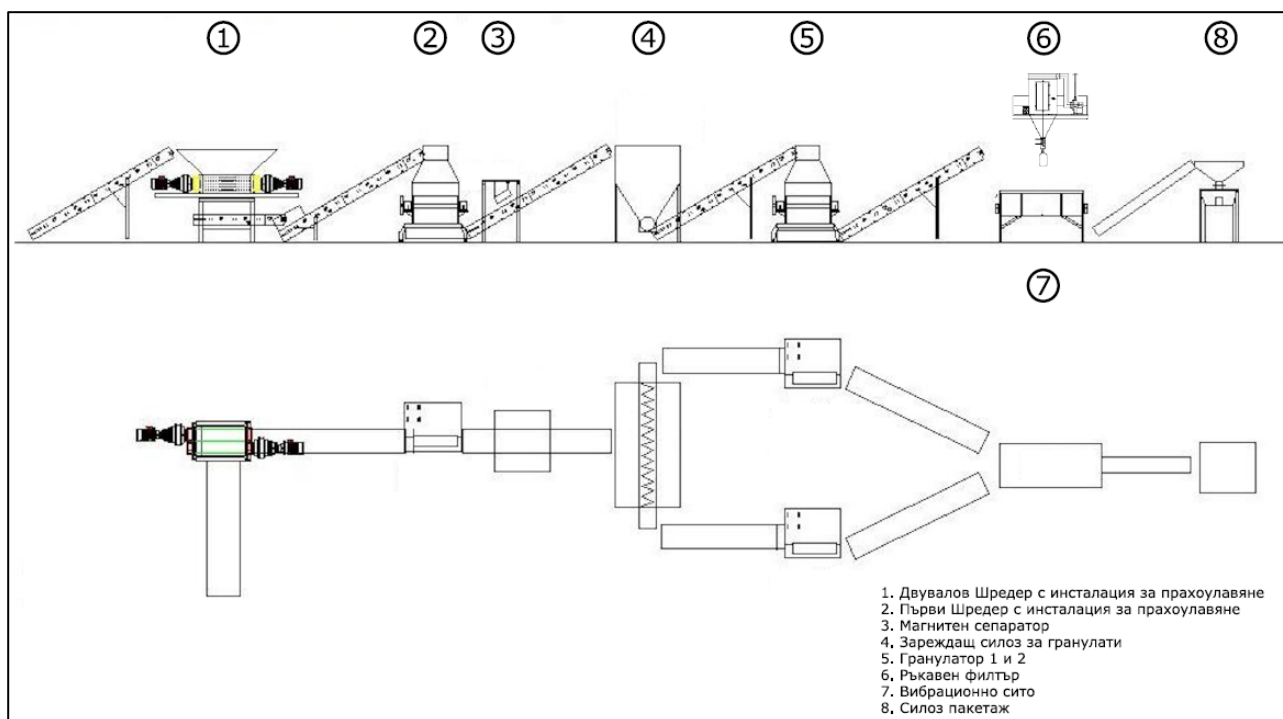 1 2 3 4 5 6 8
7
1. Двувалов Шредер с инсталация за прахоулавяне
2. Първи Шредер с инсталация за прахоулавяне
3. Магнитен сепаратор
4. Зареждащ силоз за гранулати
5. Гранулатор 1 и 2
6. Ръкавен филтър
7. Вибрационно сито
8. Силоз пакетаж